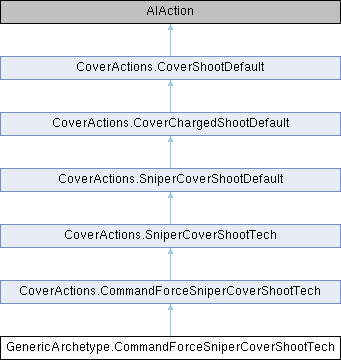 AIAction
CoverActions.CoverShootDefault
CoverActions.CoverChargedShootDefault
CoverActions.SniperCoverShootDefault
CoverActions.SniperCoverShootTech
CoverActions.CommandForceSniperCoverShootTech
GenericArchetype.CommandForceSniperCoverShootTech